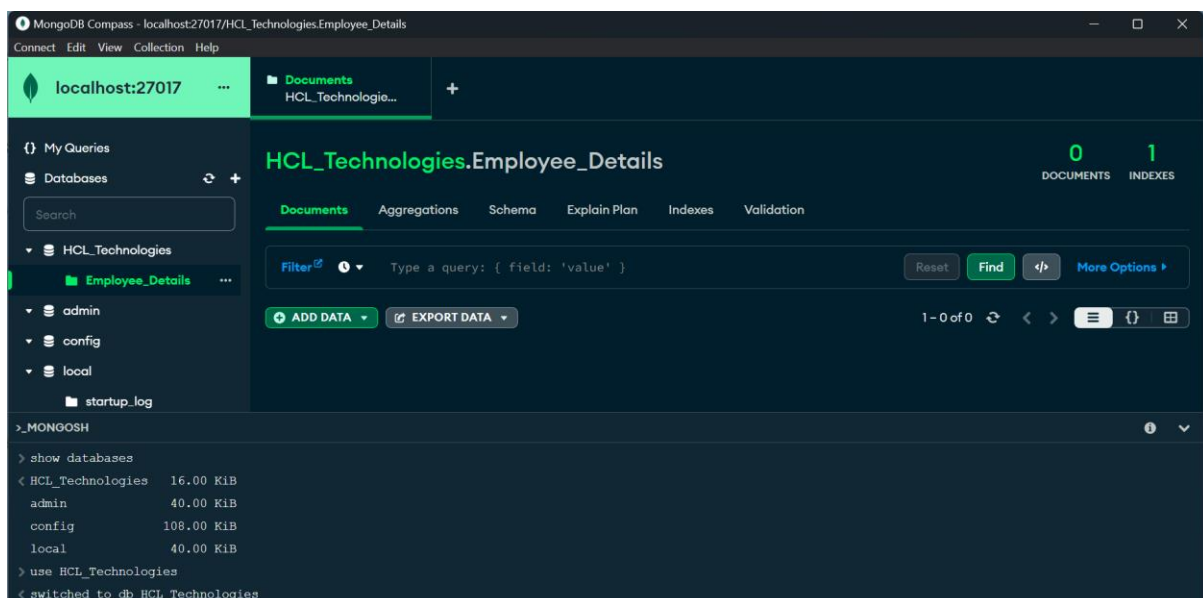 MongoDB Compass - localhost:27017/HCL_Technologies.Employee_Details
Connect Edit View Collection Help
localhost:27017 ...
Documents
HCL_Technologie...
+
{} My Queries
Databases
Search
HCL_Technologies
Employee_Details ...
admin
config
local
startup_log
HCL_Technologies.Employee_Details
0
DOCUMENTS
1
INDEXES
Documents Aggregations Schema Explain Plan Indexes Validation
Filter Type a query: { field: 'value' } Reset Find </> More Options
ADD DATA EXPORT DATA 1 – 0 of 0 {}
>_MONGOSH
> show databases
< HCL_Technologies 16.00 KiB
admin 40.00 KiB
config 108.00 KiB
local 40.00 KiB
> use HCL_Technologies
< switched to db HCL_Technologies